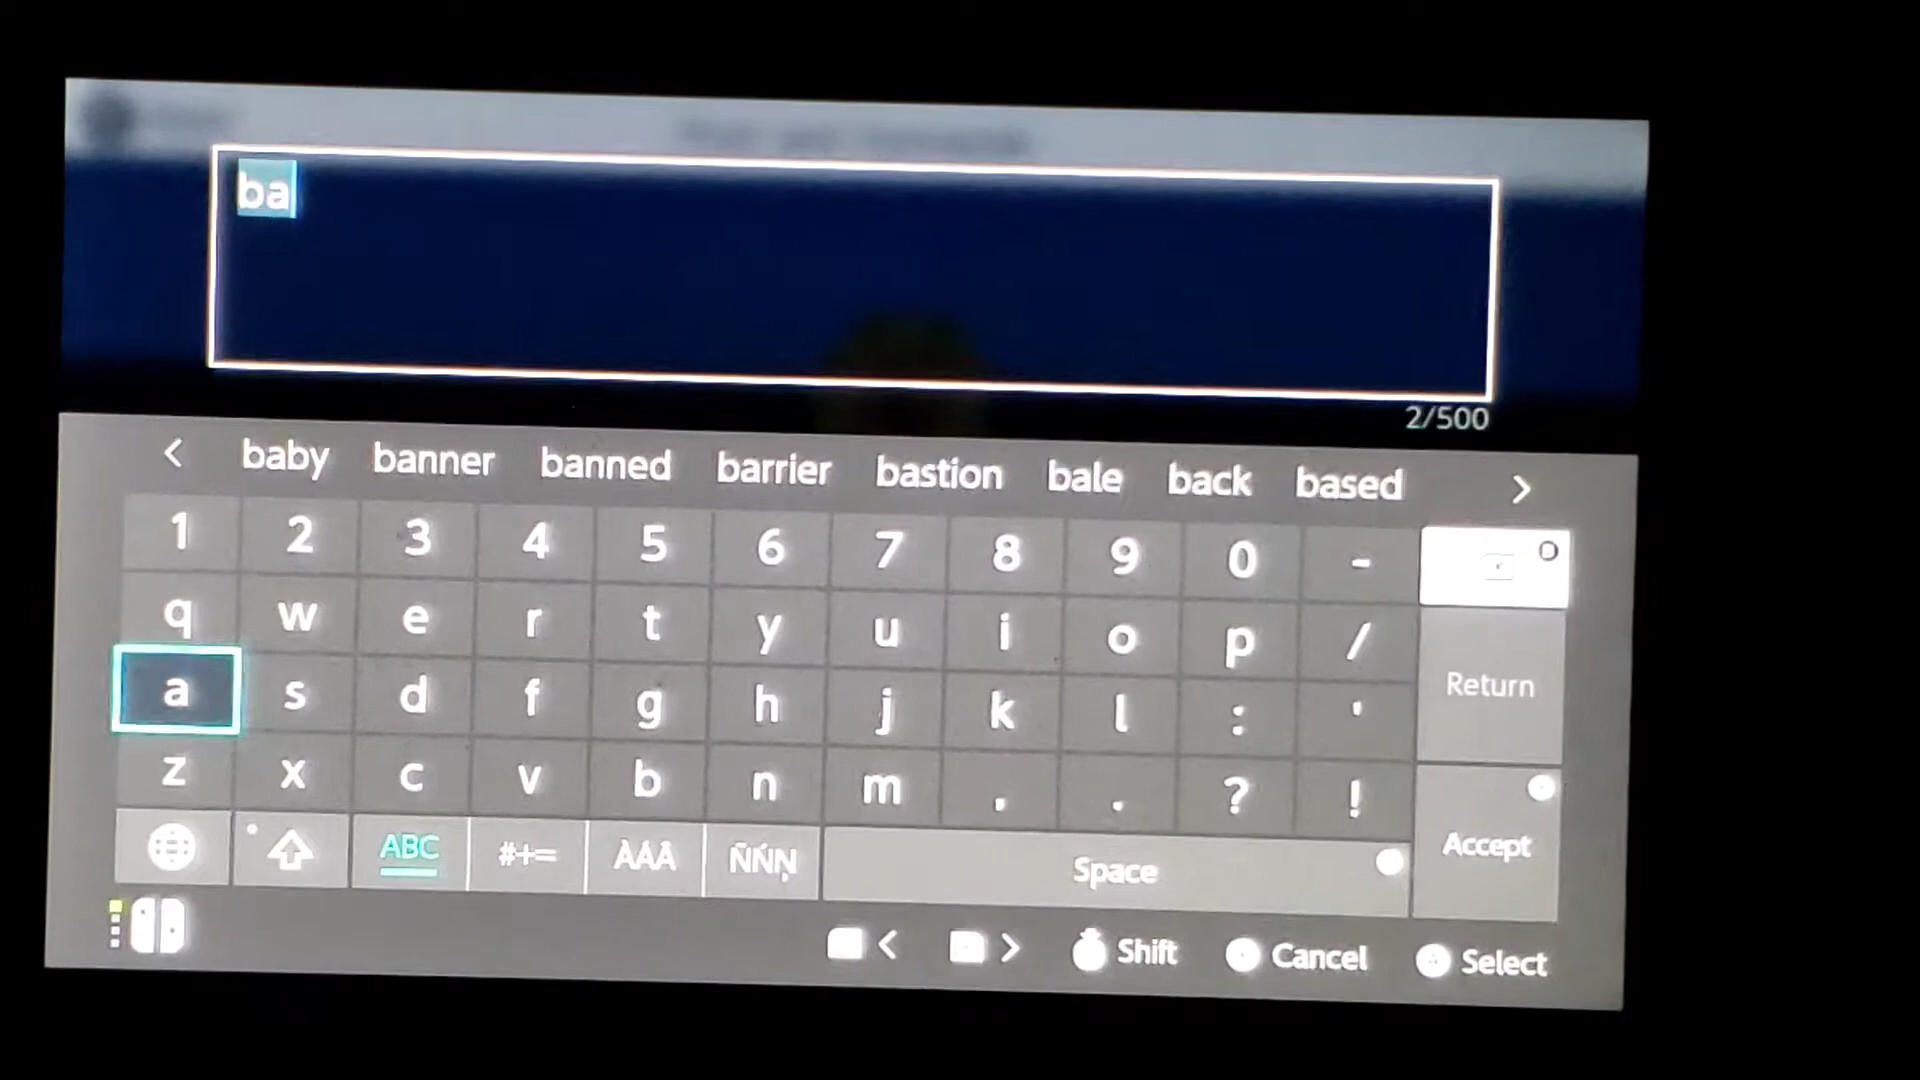 ba
2/500
< baby banner banned barrier bastion bale back based >
1 2 3 4 5 6 7 8 9 0 - B
q w e r t y u i o p /
Return
a s d f g h j k l : '
z x c v b n m , . ? !
Accept
ABC #+= ÀÁÂ ÑŃŅ Space
< > Shift Cancel Select